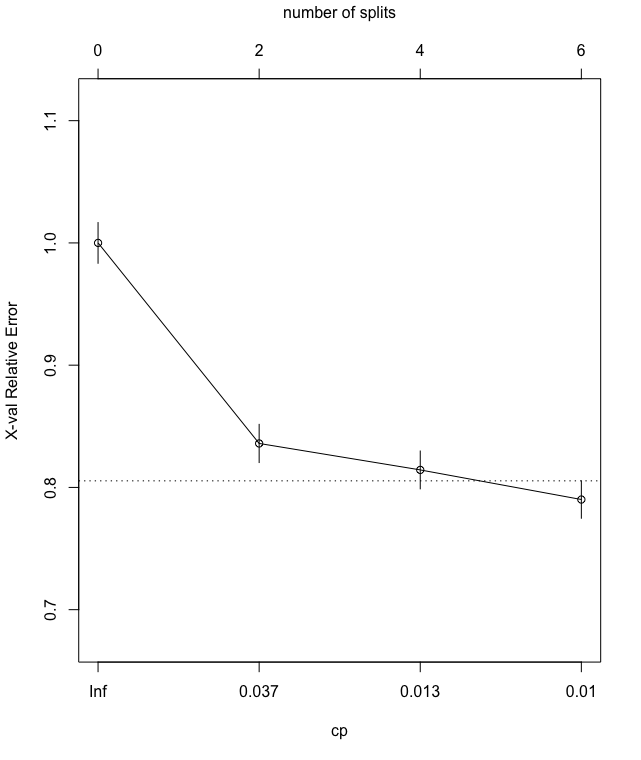 number of splits
0 2 4 6
1.1
1.0
0.9
0.8
0.7
X-val Relative Error
Inf 0.037 0.013 0.01
cp